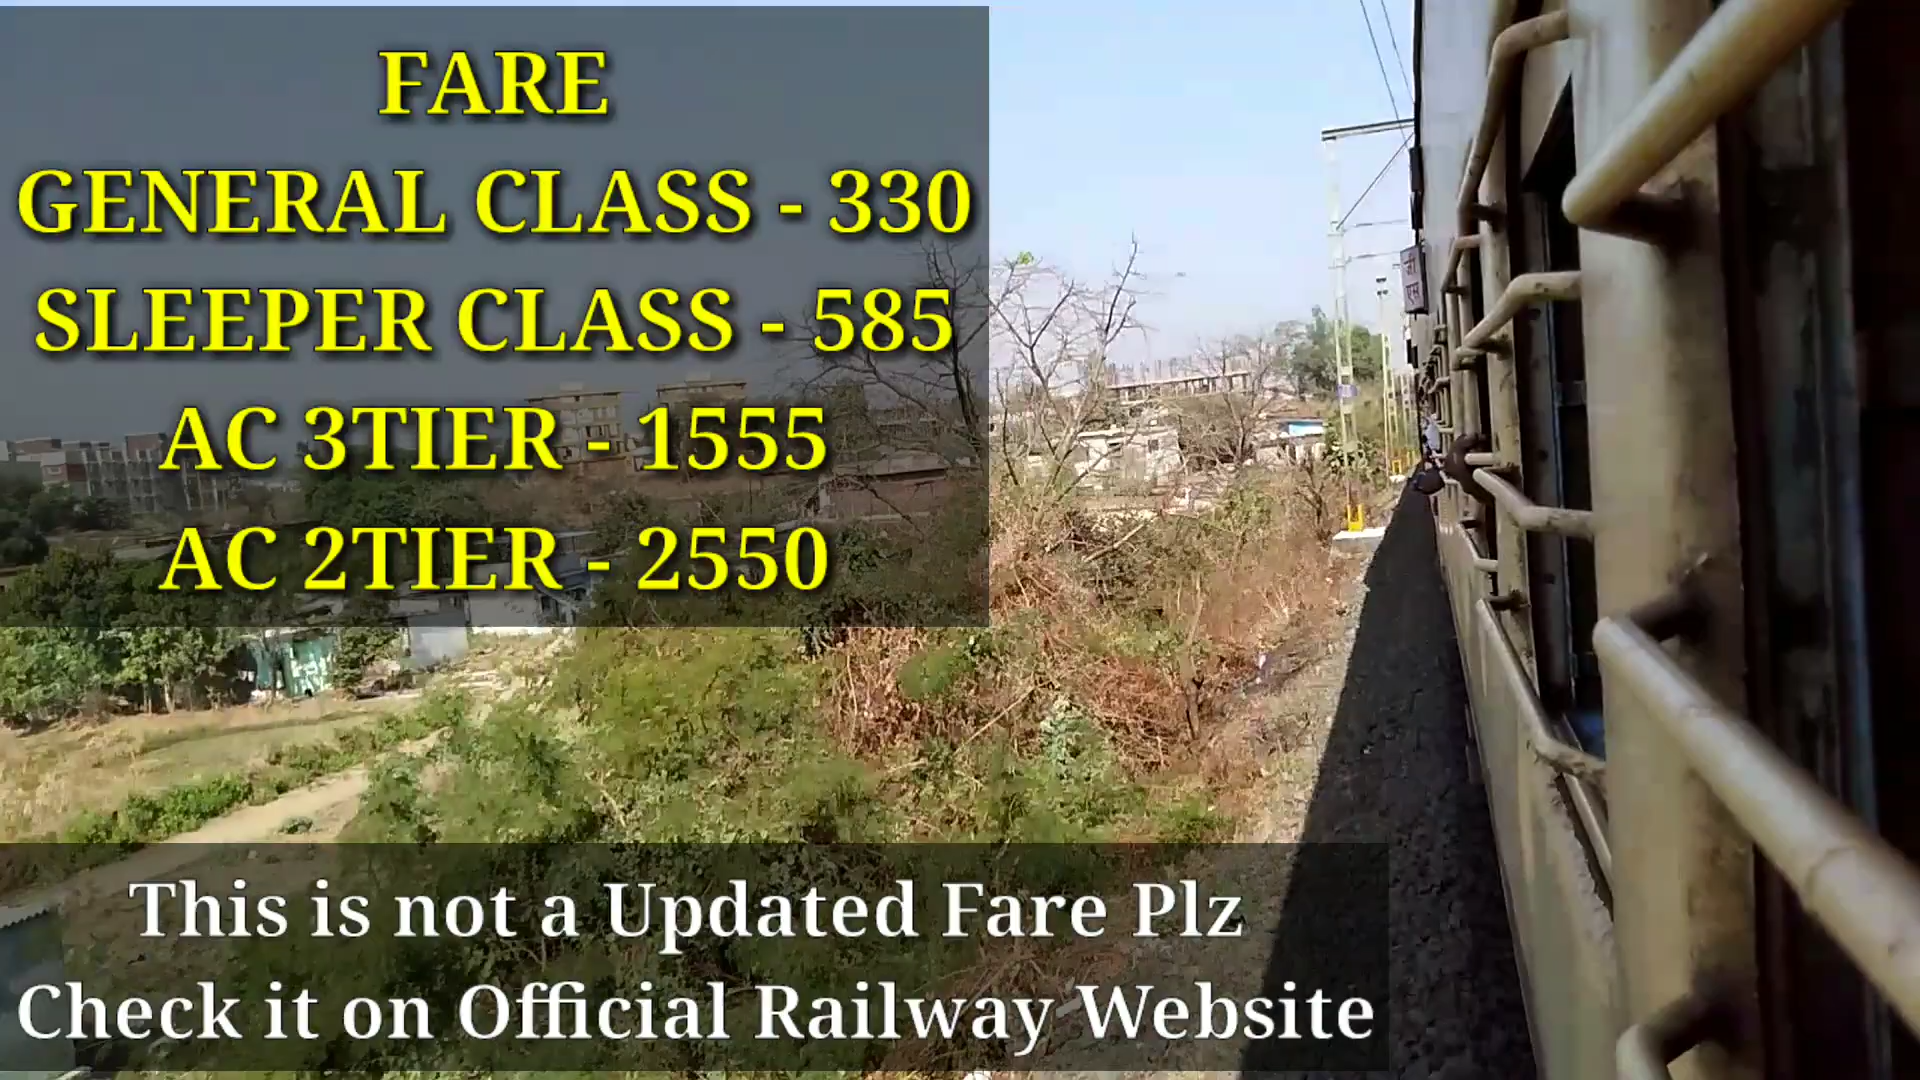 FARE
GENERAL CLASS - 330
SLEEPER CLASS - 585
AC 3TIER - 1555
AC 2TIER - 2550
जी
एस
This is not a Updated Fare Plz
Check it on Official Railway Website